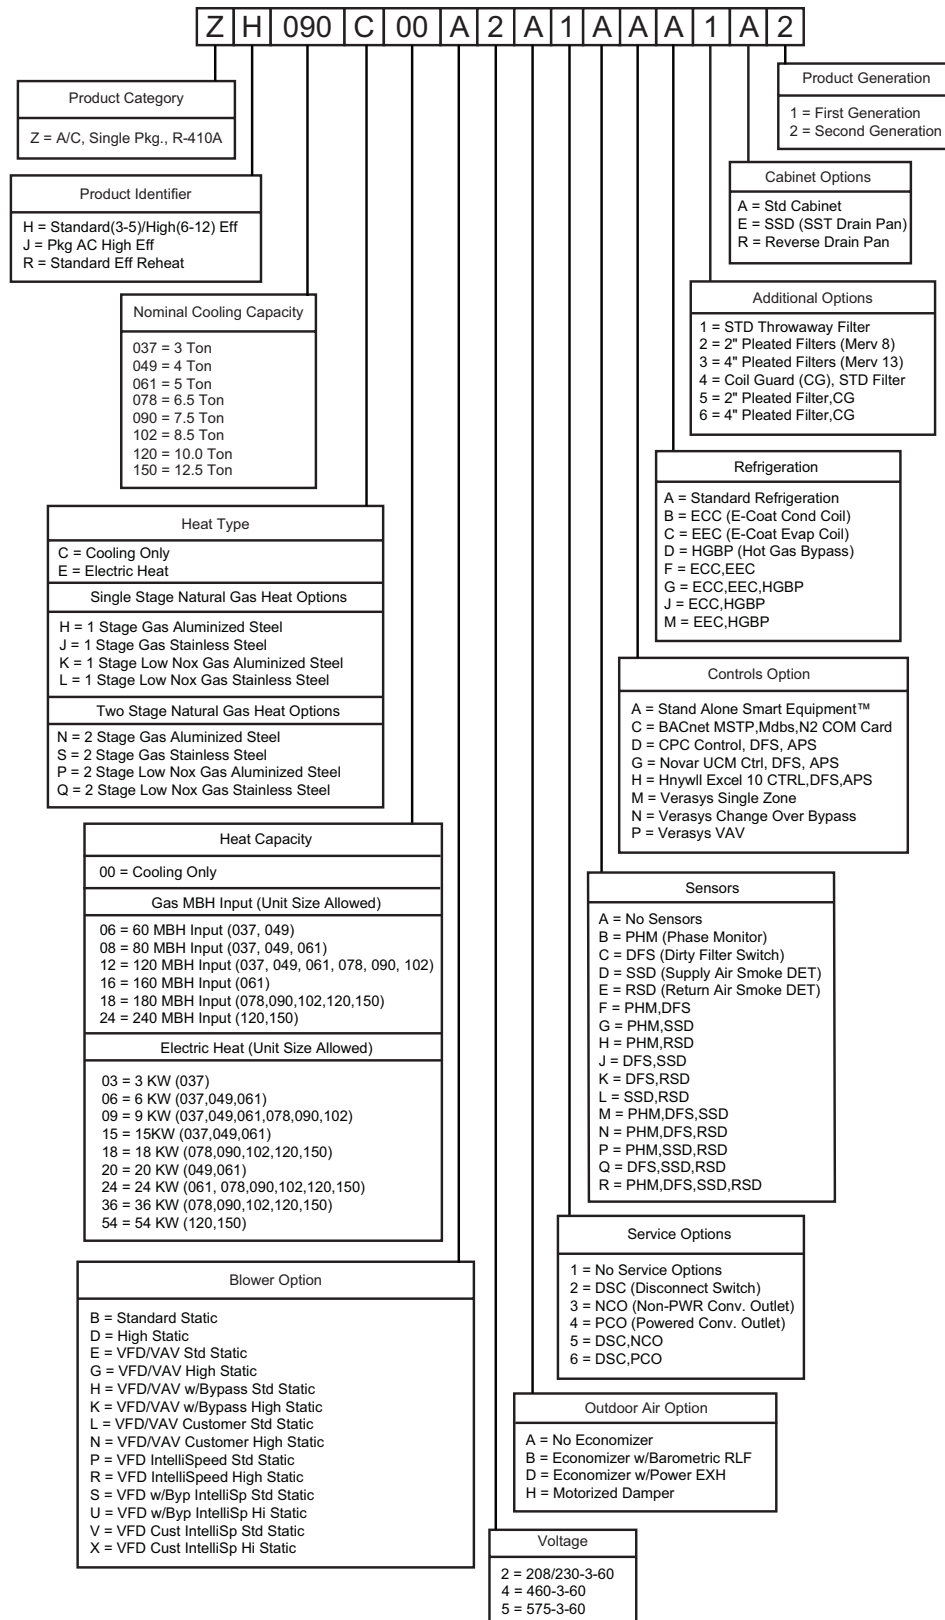 Z H 090 C 00 A 2 A 1 A A A 1 A 2
Product Category
Z = A/C, Single Pkg., R-410A
Product Identifier
H = Standard(3-5)/High(6-12) Eff
J = Pkg AC High Eff
R = Standard Eff Reheat
Nominal Cooling Capacity
037 = 3 Ton
049 = 4 Ton
061 = 5 Ton
078 = 6.5 Ton
090 = 7.5 Ton
102 = 8.5 Ton
120 = 10.0 Ton
150 = 12.5 Ton
Heat Type
C = Cooling Only
E = Electric Heat
Single Stage Natural Gas Heat Options
H = 1 Stage Gas Aluminized Steel
J = 1 Stage Gas Stainless Steel
K = 1 Stage Low Nox Gas Aluminized Steel
L = 1 Stage Low Nox Gas Stainless Steel
Two Stage Natural Gas Heat Options
N = 2 Stage Gas Aluminized Steel
S = 2 Stage Gas Stainless Steel
P = 2 Stage Low Nox Gas Aluminized Steel
Q = 2 Stage Low Nox Gas Stainless Steel
Heat Capacity
00 = Cooling Only
Gas MBH Input (Unit Size Allowed)
06 = 60 MBH Input (037, 049)
08 = 80 MBH Input (037, 049, 061)
12 = 120 MBH Input (037, 049, 061, 078, 090, 102)
16 = 160 MBH Input (061)
18 = 180 MBH Input (078,090,102,120,150)
24 = 240 MBH Input (120,150)
Electric Heat (Unit Size Allowed)
03 = 3 KW (037)
06 = 6 KW (037,049,061)
09 = 9 KW (037,049,061,078,090,102)
15 = 15KW (037,049,061)
18 = 18 KW (078,090,102,120,150)
20 = 20 KW (049,061)
24 = 24 KW (061, 078,090,102,120,150)
36 = 36 KW (078,090,102,120,150)
54 = 54 KW (120,150)
Blower Option
B = Standard Static
D = High Static
E = VFD/VAV Std Static
G = VFD/VAV High Static
H = VFD/VAV w/Bypass Std Static
K = VFD/VAV w/Bypass High Static
L = VFD/VAV Customer Std Static
N = VFD/VAV Customer High Static
P = VFD IntelliSpeed Std Static
R = VFD IntelliSpeed High Static
S = VFD w/Byp IntelliSp Std Static
U = VFD w/Byp IntelliSp Hi Static
V = VFD Cust IntelliSp Std Static
X = VFD Cust IntelliSp Hi Static
Product Generation
1 = First Generation
2 = Second Generation
Cabinet Options
A = Std Cabinet
E = SSD (SST Drain Pan)
R = Reverse Drain Pan
Additional Options
1 = STD Throwaway Filter
2 = 2" Pleated Filters (Merv 8)
3 = 4" Pleated Filters (Merv 13)
4 = Coil Guard (CG), STD Filter
5 = 2" Pleated Filter,CG
6 = 4" Pleated Filter,CG
Refrigeration
A = Standard Refrigeration
B = ECC (E-Coat Cond Coil)
C = EEC (E-Coat Evap Coil)
D = HGBP (Hot Gas Bypass)
F = ECC,EEC
G = ECC,EEC,HGBP
J = ECC,HGBP
M = EEC,HGBP
Controls Option
A = Stand Alone Smart Equipment™
C = BACnet MSTP,Mdbs,N2 COM Card
D = CPC Control, DFS, APS
G = Novar UCM Ctrl, DFS, APS
H = Hnywll Excel 10 CTRL,DFS,APS
M = Verasys Single Zone
N = Verasys Change Over Bypass
P = Verasys VAV
Sensors
A = No Sensors
B = PHM (Phase Monitor)
C = DFS (Dirty Filter Switch)
D = SSD (Supply Air Smoke DET)
E = RSD (Return Air Smoke DET)
F = PHM,DFS
G = PHM,SSD
H = PHM,RSD
J = DFS,SSD
K = DFS,RSD
L = SSD,RSD
M = PHM,DFS,SSD
N = PHM,DFS,RSD
P = PHM,SSD,RSD
Q = DFS,SSD,RSD
R = PHM,DFS,SSD,RSD
Service Options
1 = No Service Options
2 = DSC (Disconnect Switch)
3 = NCO (Non-PWR Conv. Outlet)
4 = PCO (Powered Conv. Outlet)
5 = DSC,NCO
6 = DSC,PCO
Outdoor Air Option
A = No Economizer
B = Economizer w/Barometric RLF
D = Economizer w/Power EXH
H = Motorized Damper
Voltage
2 = 208/230-3-60
4 = 460-3-60
5 = 575-3-60